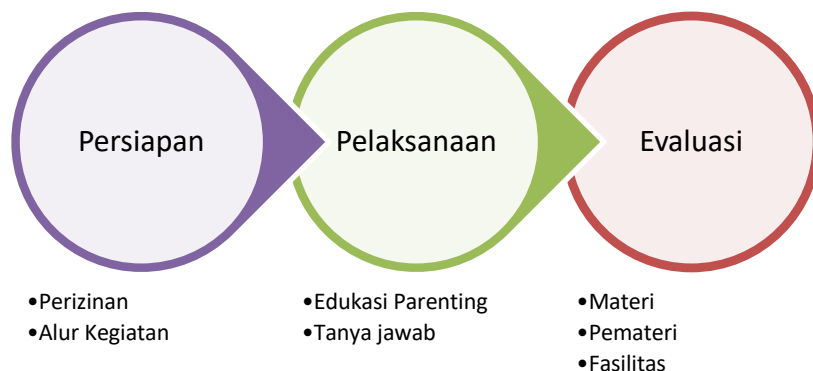 Persiapan
Pelaksanaan
Evaluasi
•Perizinan
•Alur Kegiatan
•Edukasi Parenting
•Tanya jawab
•Materi
•Pemateri
•Fasilitas